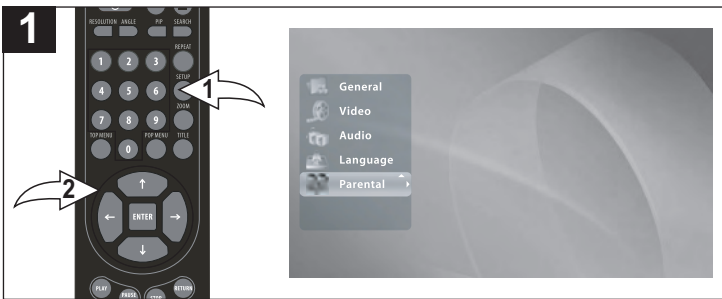 1
RESOLUTION ANGLE PIP SEARCH
REPEAT
1 2 3
SETUP
4 5 6
1
ZOOM
7 8 9
TOP MENU POP MENU TITLE
0
2
ENTER
PLAY PAUSE STOP RETURN
General
Video
Audio
Language
Parental